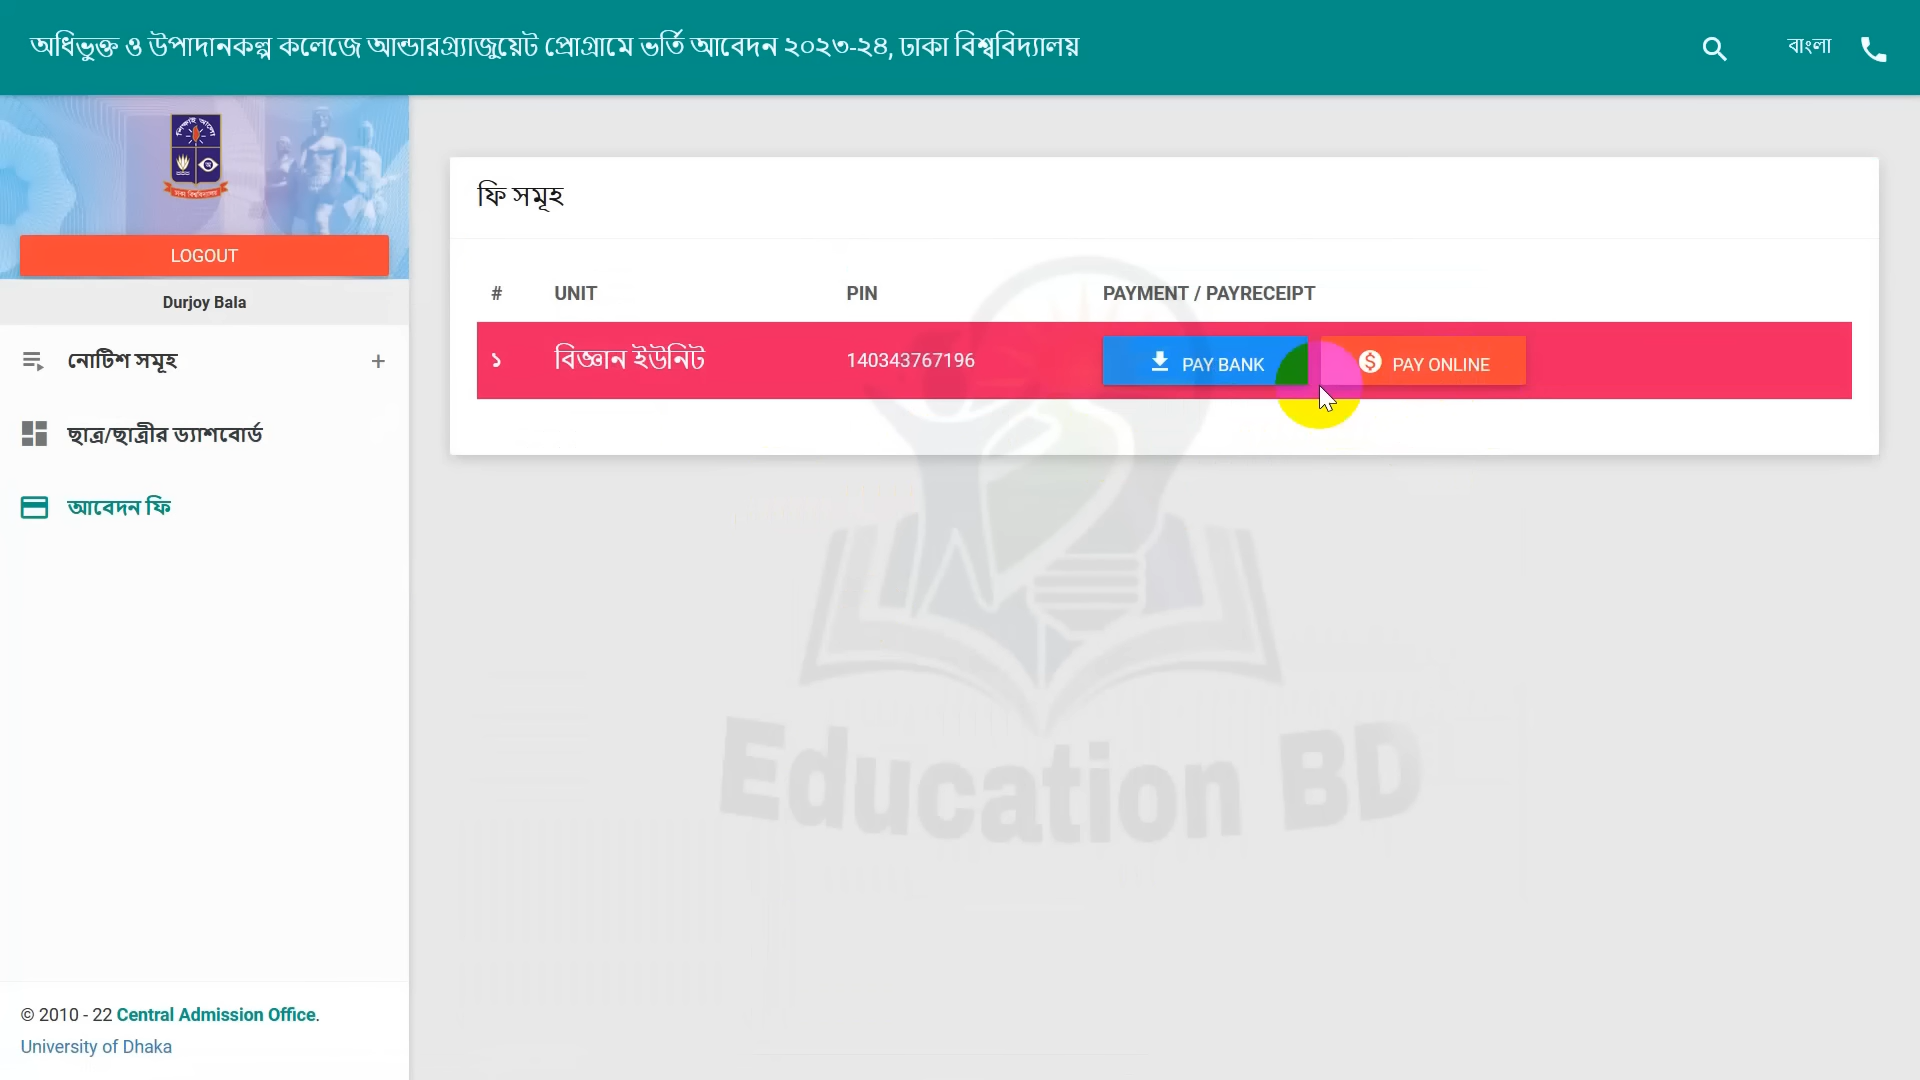 অধিভুক্ত ও উপাদানকল্প কলেজে আন্ডারগ্র্যাজুয়েট প্রোগ্রামে ভর্তি আবেদন ২০২৩-২৪, ঢাকা বিশ্ববিদ্যালয়
বাংলা
LOGOUT
Durjoy Bala
নোটিশ সমূহ
+
ছাত্র/ছাত্রীর ড্যাশবোর্ড
আবেদন ফি
ফি সমূহ
# UNIT PIN PAYMENT / PAYRECEIPT
১ বিজ্ঞান ইউনিট 140343767196 PAY BANK PAY ONLINE
Education BD
© 2010 - 22 Central Admission Office.
University of Dhaka